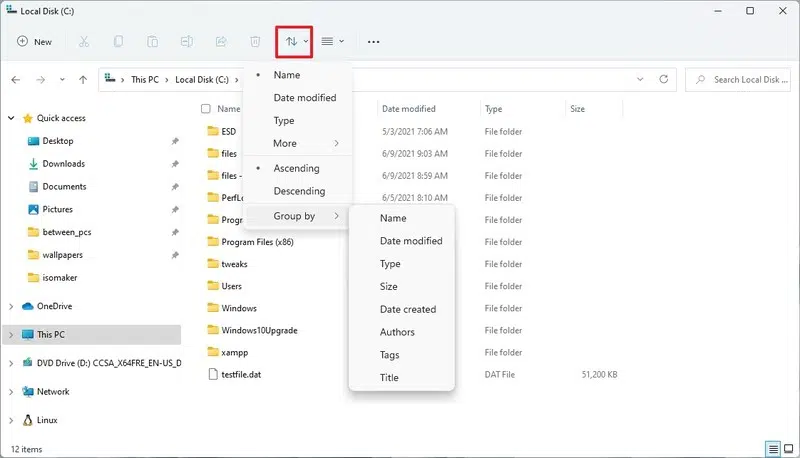 Local Disk (C:)
New
This PC > Local Disk (C:) >
Search Local Disk ...
Name
Date modified
Type
More
Ascending
Descending
Group by
Name
Date modified
Type
Size
Date created
Authors
Tags
Title
Quick access
Desktop
Downloads
Documents
Pictures
between_pcs
wallpapers
isomaker
OneDrive
This PC
DVD Drive (D:) CCSA_X64FRE_EN-US_D
Network
Linux
Name Date modified Type Size
ESD 5/3/2021 7:06 AM File folder
files 6/9/2021 9:03 AM File folder
files - 6/9/2021 8:59 AM File folder
PerfLo 6/5/2021 8:10 AM File folder
Progra File folder
Program Files (x86) File folder
tweaks File folder
Users File folder
Windows File folder
Windows10Upgrade File folder
xampp File folder
testfile.dat DAT File 51,200 KB
12 items